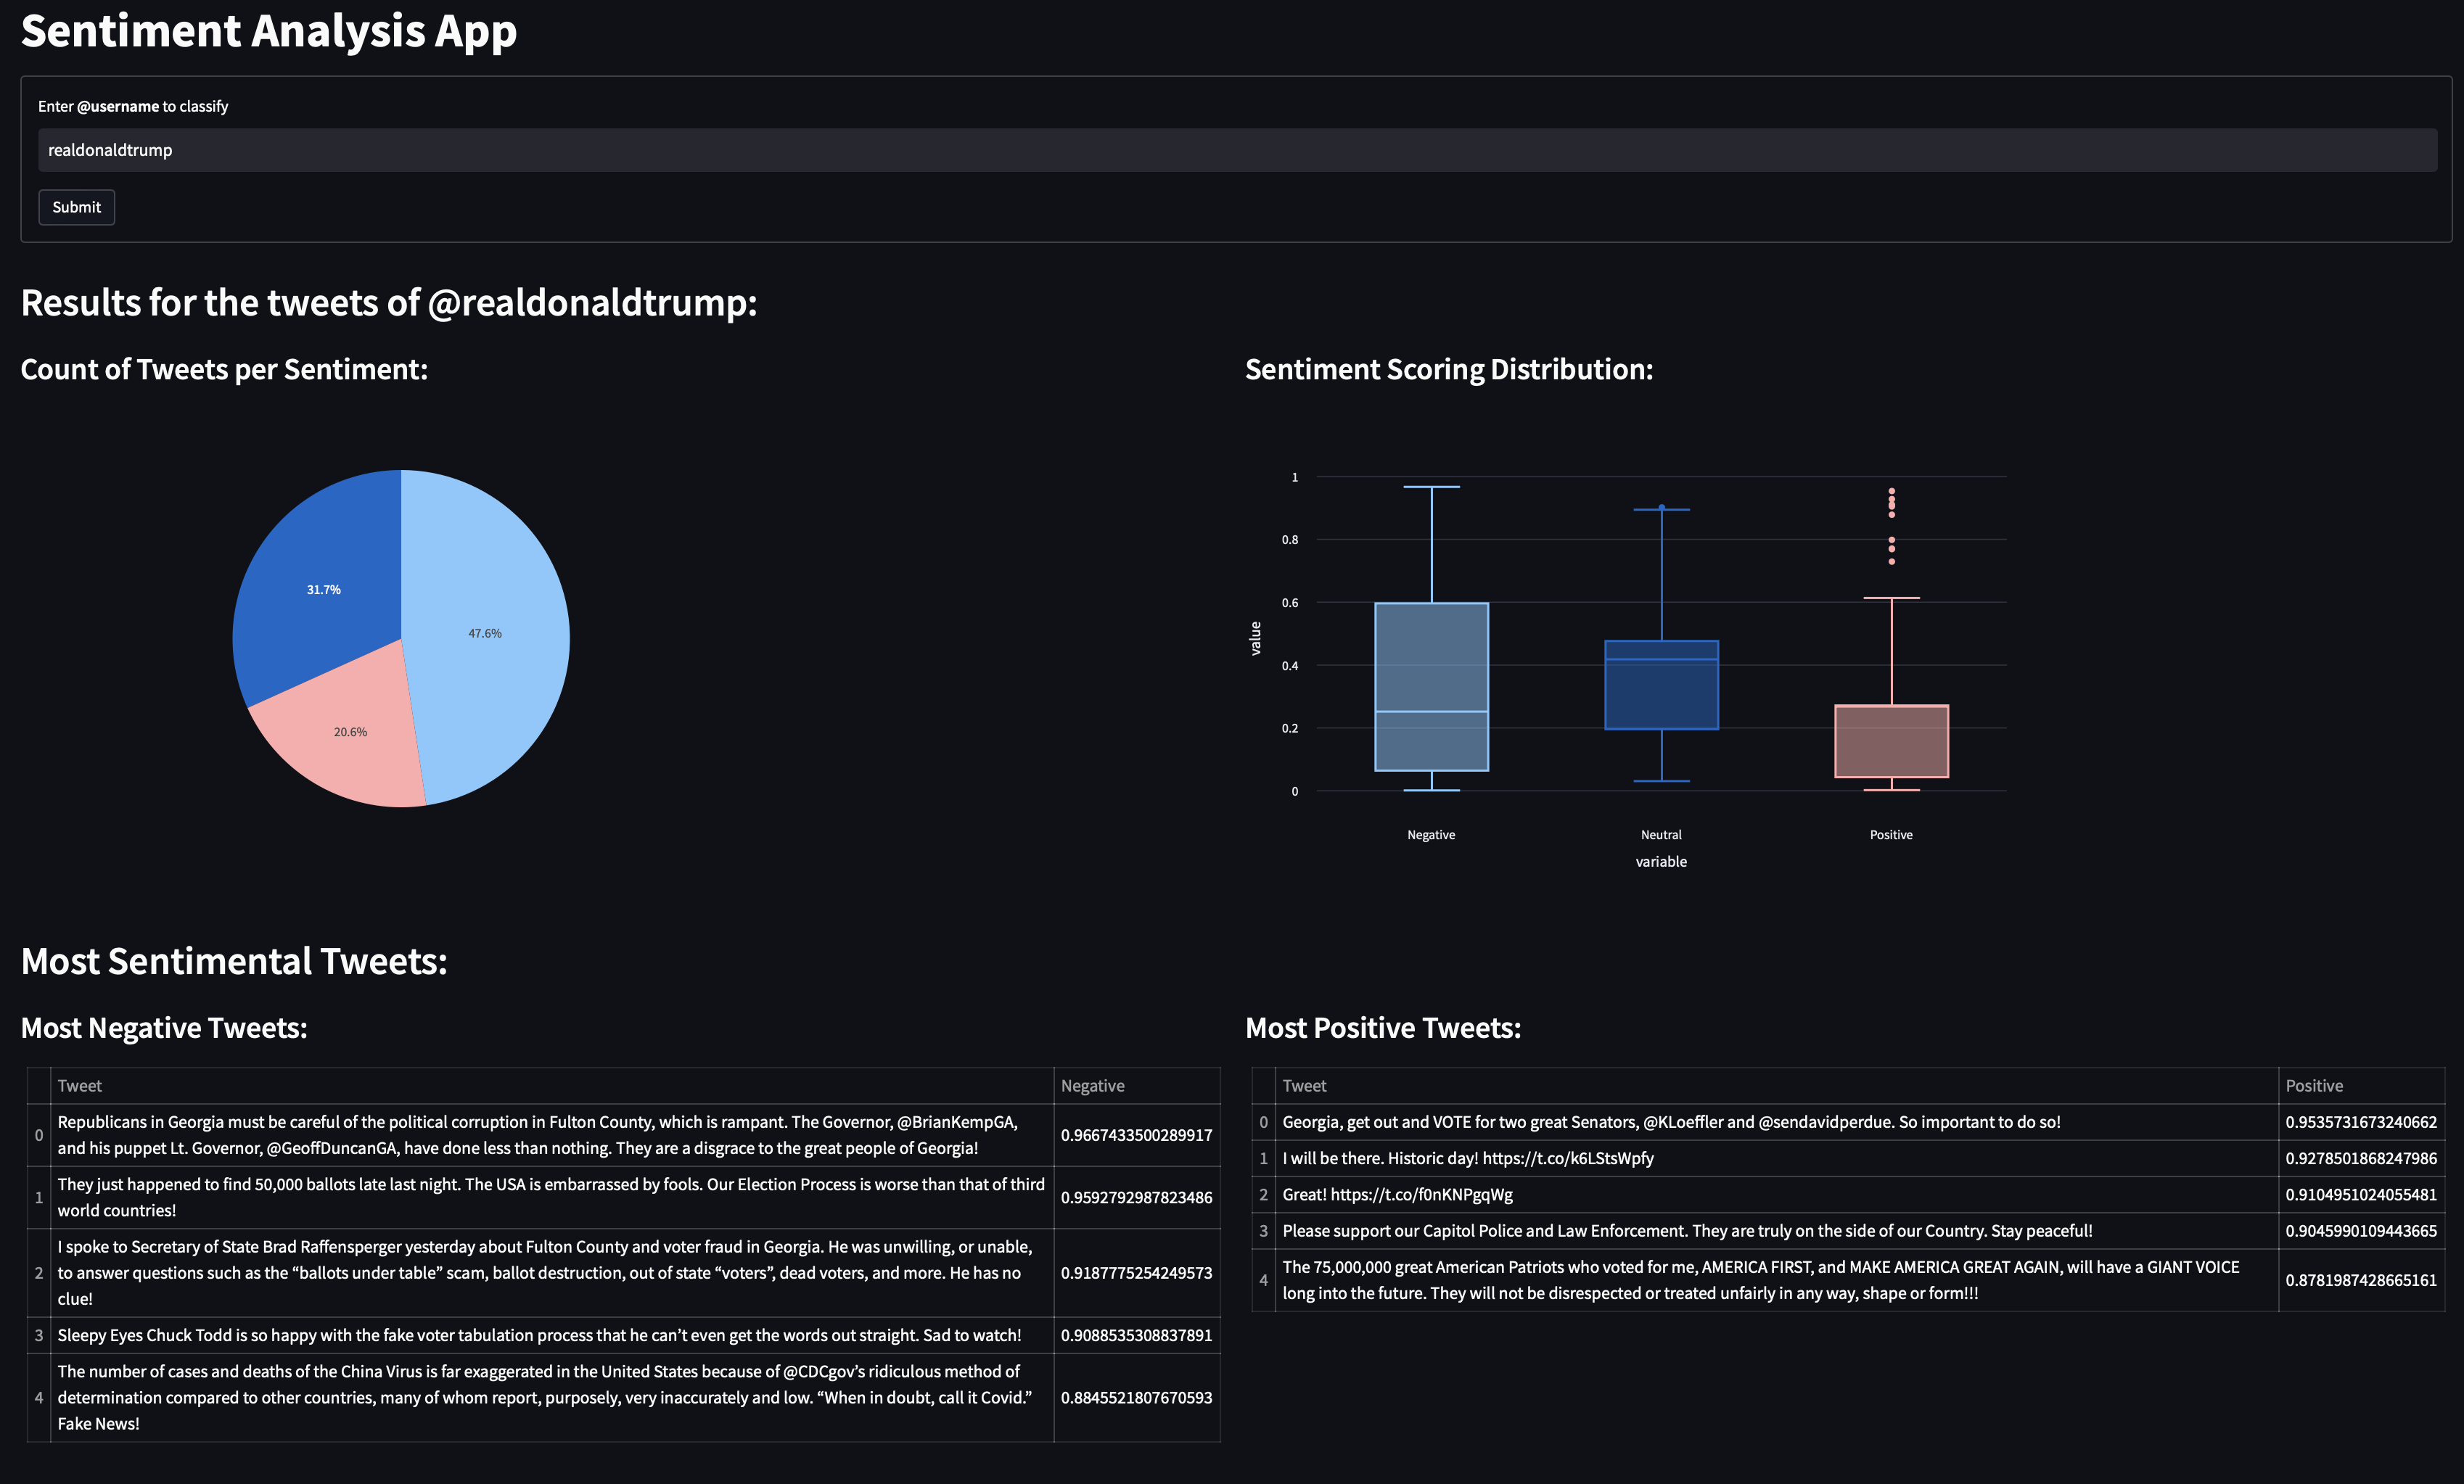 Sentiment Analysis App
Enter @username to classify
realdonaldtrump
Submit
Results for the tweets of @realdonaldtrump:
Count of Tweets per Sentiment:
31.7%
47.6%
20.6%
Sentiment Scoring Distribution:
1
0.8
0.6
0.4
0.2
0
value
Negative
Neutral
Positive
variable
Most Sentimental Tweets:
Most Negative Tweets:
Tweet
Negative
0
Republicans in Georgia must be careful of the political corruption in Fulton County, which is rampant. The Governor, @BrianKempGA,
and his puppet Lt. Governor, @GeoffDuncanGA, have done less than nothing. They are a disgrace to the great people of Georgia!
0.9667433500289917
1
They just happened to find 50,000 ballots late last night. The USA is embarrassed by fools. Our Election Process is worse than that of third
world countries!
0.9592792987823486
2
I spoke to Secretary of State Brad Raffensperger yesterday about Fulton County and voter fraud in Georgia. He was unwilling, or unable,
to answer questions such as the “ballots under table” scam, ballot destruction, out of state “voters”, dead voters, and more. He has no
clue!
0.9187775254249573
3
Sleepy Eyes Chuck Todd is so happy with the fake voter tabulation process that he can’t even get the words out straight. Sad to watch!
0.9088535308837891
4
The number of cases and deaths of the China Virus is far exaggerated in the United States because of @CDCgov’s ridiculous method of
determination compared to other countries, many of whom report, purposely, very inaccurately and low. “When in doubt, call it Covid.”
Fake News!
0.8845521807670593
Most Positive Tweets:
Tweet
Positive
0
Georgia, get out and VOTE for two great Senators, @KLoeffler and @sendavidperdue. So important to do so!
0.9535731673240662
1
I will be there. Historic day! https://t.co/k6LStsWpfy
0.9278501868247986
2
Great! https://t.co/f0nKNPgqWg
0.9104951024055481
3
Please support our Capitol Police and Law Enforcement. They are truly on the side of our Country. Stay peaceful!
0.9045990109443665
4
The 75,000,000 great American Patriots who voted for me, AMERICA FIRST, and MAKE AMERICA GREAT AGAIN, will have a GIANT VOICE
long into the future. They will not be disrespected or treated unfairly in any way, shape or form!!!
0.8781987428665161